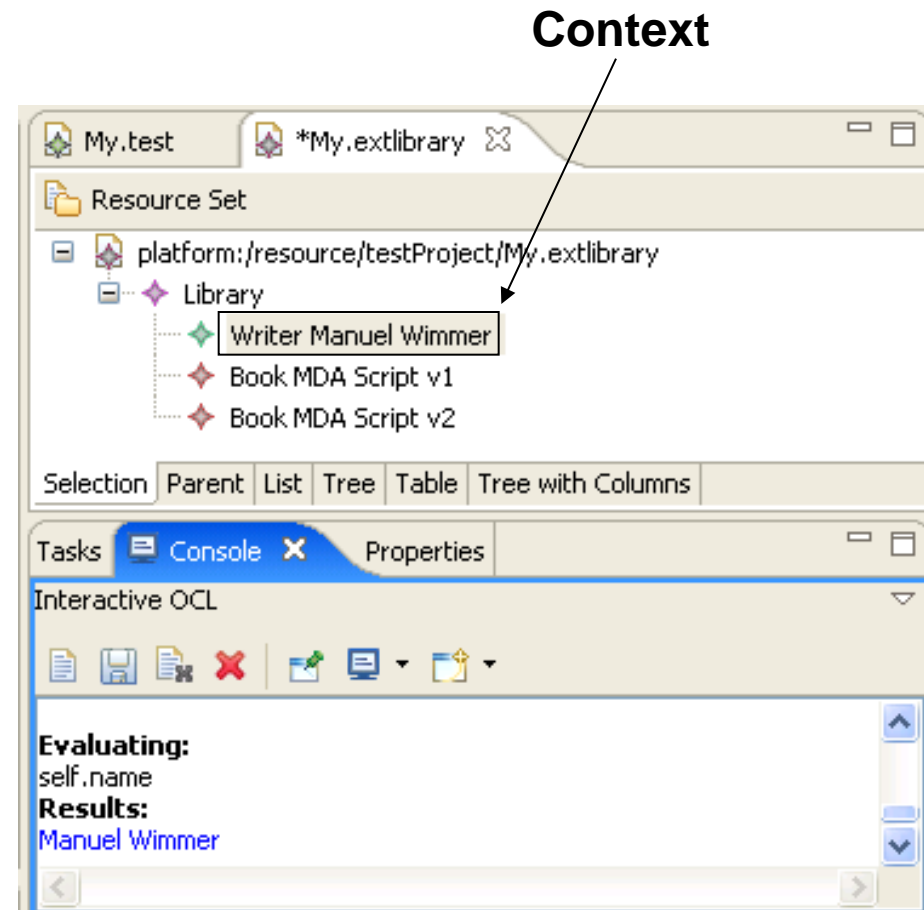 Context
My.test *My.extlibrary
Resource Set
platform:/resource/testProject/My.extlibrary
Library
Writer Manuel Wimmer
Book MDA Script v1
Book MDA Script v2
Selection Parent List Tree Table Tree with Columns
Tasks Console Properties
Interactive OCL
Evaluating:
self.name
Results:
Manuel Wimmer